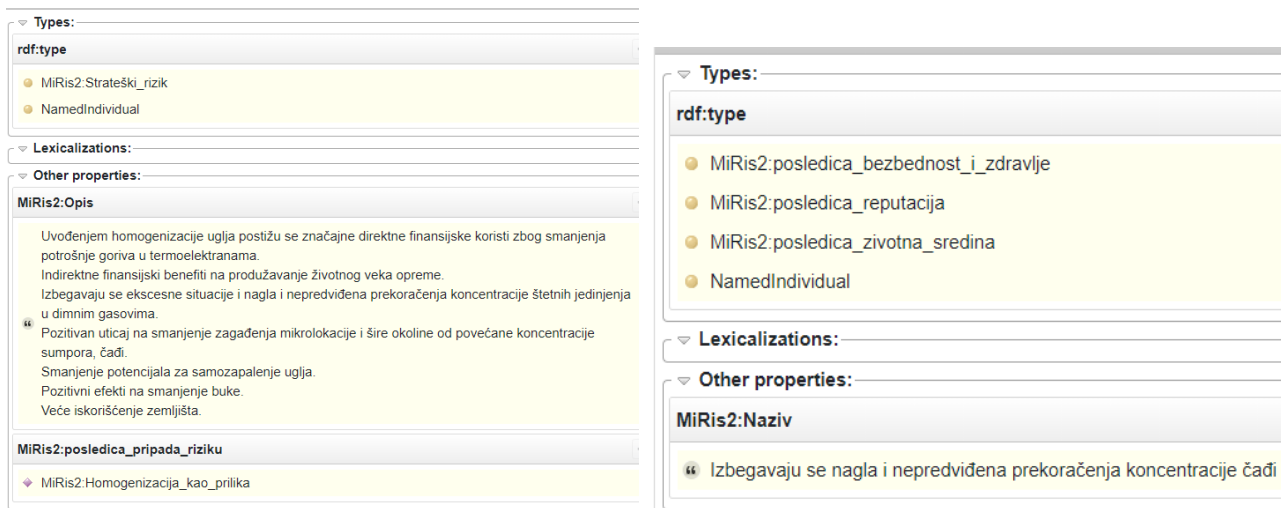 Types:
rdf:type
MiRis2:Strateški_rizik
NamedIndividual
Lexicalizations:
Other properties:
MiRis2:Opis
Uvođenjem homogenizacije uglja postižu se značajne direktne finansijske koristi zbog smanjenja
potrošnje goriva u termoelektranama.
Indirektne finansijski benefiti na produžavanje životnog veka opreme.
Izbegavaju se ekscesne situacije i nagla i nepredviđena prekoračenja koncentracije štetnih jedinjenja
u dimnim gasovima.
Pozitivan uticaj na smanjenje zagađenja mikrolokacije i šire okoline od povećane koncentracije
sumpora, čađi.
Smanjenje potencijala za samozapalenje uglja.
Pozitivni efekti na smanjenje buke.
Veće iskorišćenje zemljišta.
MiRis2:posledica_pripada_riziku
MiRis2:Homogenizacija_kao_prilika
Types:
rdf:type
MiRis2:posledica_bezbednost_i_zdravlje
MiRis2:posledica_reputacija
MiRis2:posledica_zivotna_sredina
NamedIndividual
Lexicalizations:
Other properties:
MiRis2:Naziv
Izbegavaju se nagla i nepredviđena prekoračenja koncentracije čađi